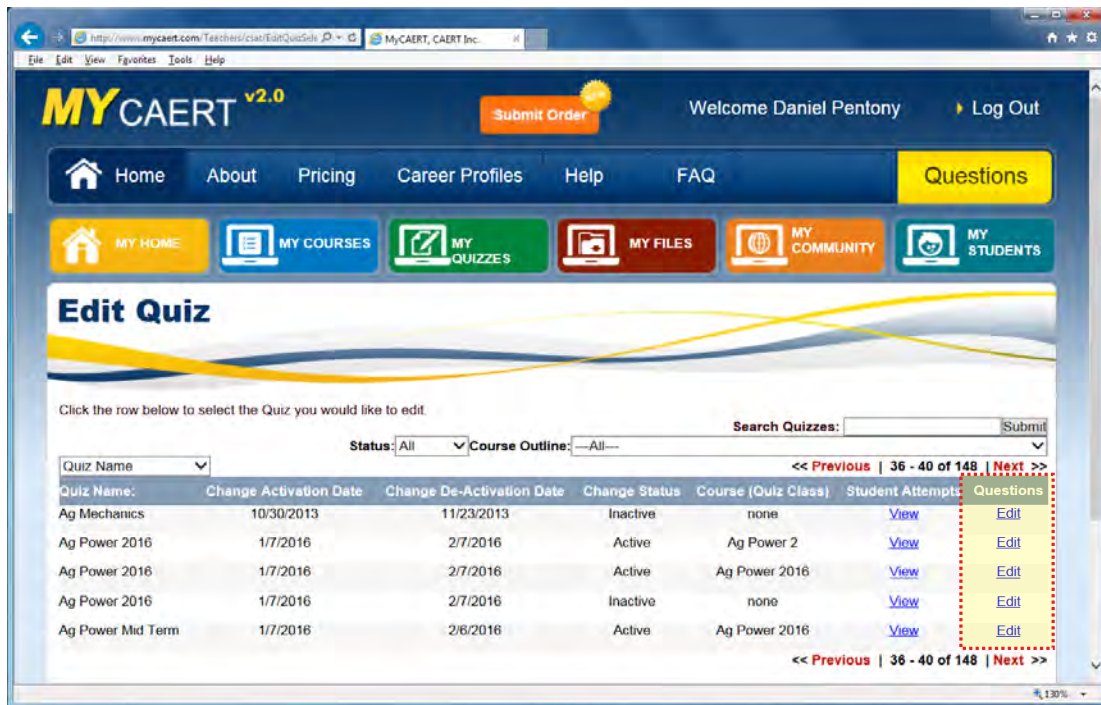 http://www.mycaert.com/Teachers/csat/EditQuizSele
MyCAERT, CAERT Inc.
File Edit View Favorites Tools Help
MYCAERT v2.0
NEW
Submit Order
Welcome Daniel Pentony
Log Out
Home About Pricing Career Profiles Help FAQ Questions
MY HOME MY COURSES MY QUIZZES MY FILES MY COMMUNITY MY STUDENTS
Edit Quiz
Click the row below to select the Quiz you would like to edit
Search Quizzes: Submit
Status: All Course Outline: ---All---
Quiz Name << Previous | 36 - 40 of 148 | Next >>
Quiz Name: Change Activation Date Change De-Activation Date Change Status Course (Quiz Class) Student Attempts Questions
Ag Mechanics 10/30/2013 11/23/2013 Inactive none View Edit
Ag Power 2016 1/7/2016 2/7/2016 Active Ag Power 2 View Edit
Ag Power 2016 1/7/2016 2/7/2016 Active Ag Power 2016 View Edit
Ag Power 2016 1/7/2016 2/7/2016 Inactive none View Edit
Ag Power Mid Term 1/7/2016 2/6/2016 Active Ag Power 2016 View Edit
<< Previous | 36 - 40 of 148 | Next >>
130%